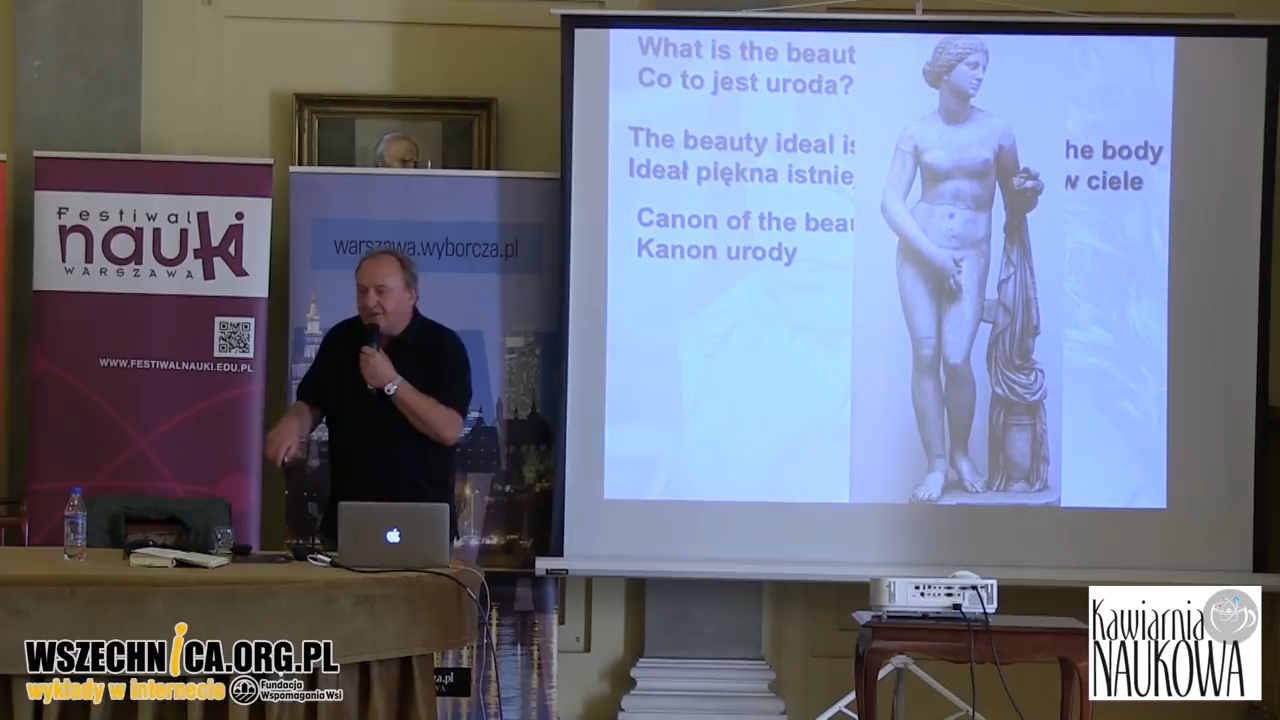 Festiwal
nauki
WARSZAWA
WWW.FESTIWALNAUKI.EDU.PL
warszawa.wyborcza.pl
What is the beaut
Co to jest uroda?
The beauty ideal is
he body
Ideał piękna istnie
w ciele
Canon of the beau
Kanon urody
WSZECHNICA.ORG.PL
wykłady w internecie
Fundacja
Wspomagania Wsi
za.pl
Kawiarnia
NAUKOWA